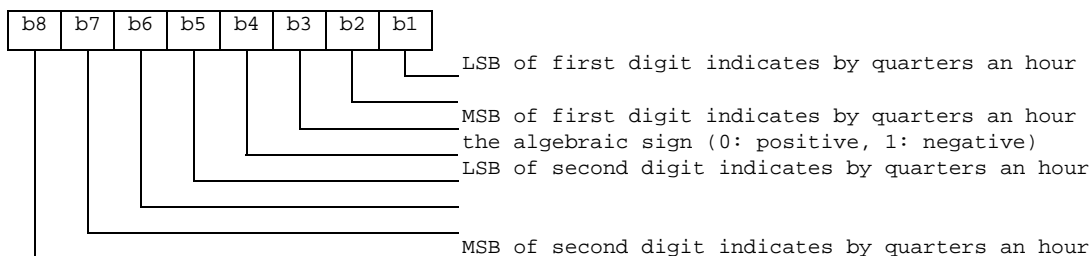 b8 b7 b6 b5 b4 b3 b2 b1
LSB of first digit indicates by quarters an hour
MSB of first digit indicates by quarters an hour
the algebraic sign (0: positive, 1: negative)
LSB of second digit indicates by quarters an hour
MSB of second digit indicates by quarters an hour